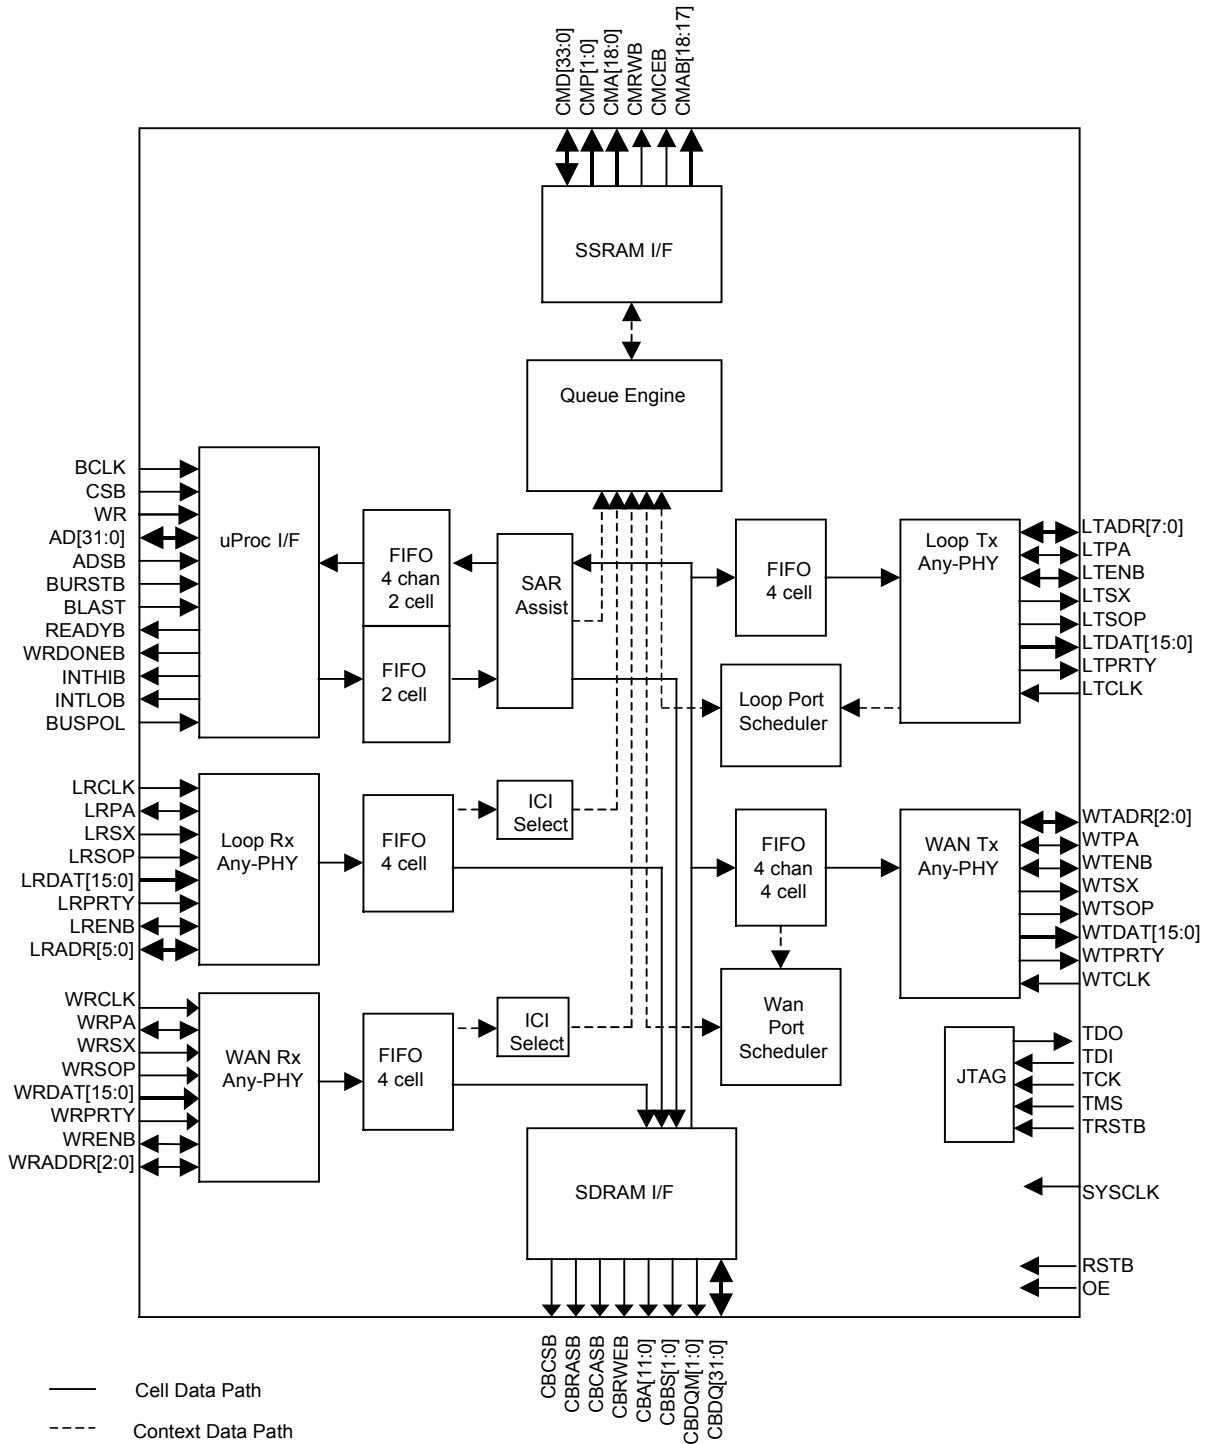 CMD[33:0]
CMP[1:0]
CMA[18:0]
CMRWB
CMCEB
CMAB[18:17]
SSRAM I/F
Queue Engine
BCLK
CSB
WR
AD[31:0]
ADSB
BURSTB
BLAST
READYB
WRDONEB
INTHIB
INTLOB
BUSPOL
uProc I/F
FIFO
4 chan
2 cell
FIFO
2 cell
SAR
Assist
FIFO
4 cell
Loop Tx
Any-PHY
LTADR[7:0]
LTPA
LTENB
LTSX
LTSOP
LTDAT[15:0]
LTPRTY
LTCLK
Loop Port
Scheduler
LRCLK
LRPA
LRSX
LRSOP
LRDAT[15:0]
LRPRTY
LRENB
LRADR[5:0]
Loop Rx
Any-PHY
FIFO
4 cell
ICI
Select
FIFO
4 chan
4 cell
WAN Tx
Any-PHY
WTADR[2:0]
WTPA
WTENB
WTSX
WTSOP
WTDAT[15:0]
WTPRTY
WTCLK
Wan
Port
Scheduler
WRCLK
WRPA
WRSX
WRSOP
WRDAT[15:0]
WRPRTY
WRENB
WRADDR[2:0]
WAN Rx
Any-PHY
FIFO
4 cell
ICI
Select
JTAG
TDO
TDI
TCK
TMS
TRSTB
SDRAM I/F
SYSCLK
RSTB
OE
CBCSB
CBRASB
CBCASB
CBRWEB
CBA[11:0]
CBBS[1:0]
CBDQM[1:0]
CBDQ[31:0]
Cell Data Path
Context Data Path